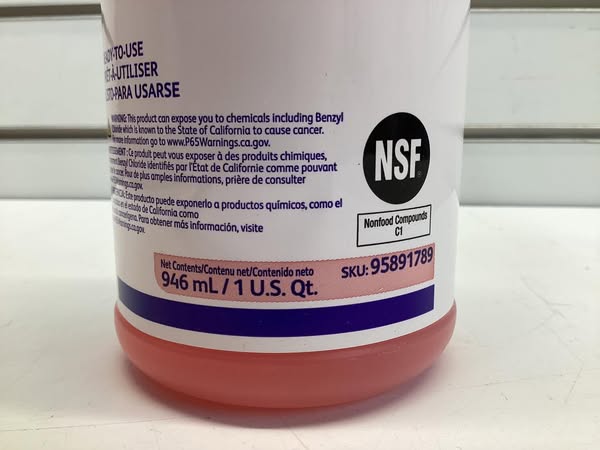 -TO-USE
-À-UTILISER
-PARA USARSE
WARNING: This product can expose you to chemicals including Benzyl
Chloride which is known to the State of California to cause cancer.
more information go to www.P65Warnings.ca.gov.
Ce produit peut vous exposer à des produits chimiques,
Benzyl Chloride identifiés par l'État de Californie comme pouvant
Pour de plus amples informations, prière de consulter
Este producto puede exponerlo a productos químicos, como el
en el estado de California como
Para obtener más información, visite
NSF
Nonfood Compounds
C1
Net Contents/Contenu net/Contenido neto
946 mL / 1 U.S. Qt.
SKU: 95891789